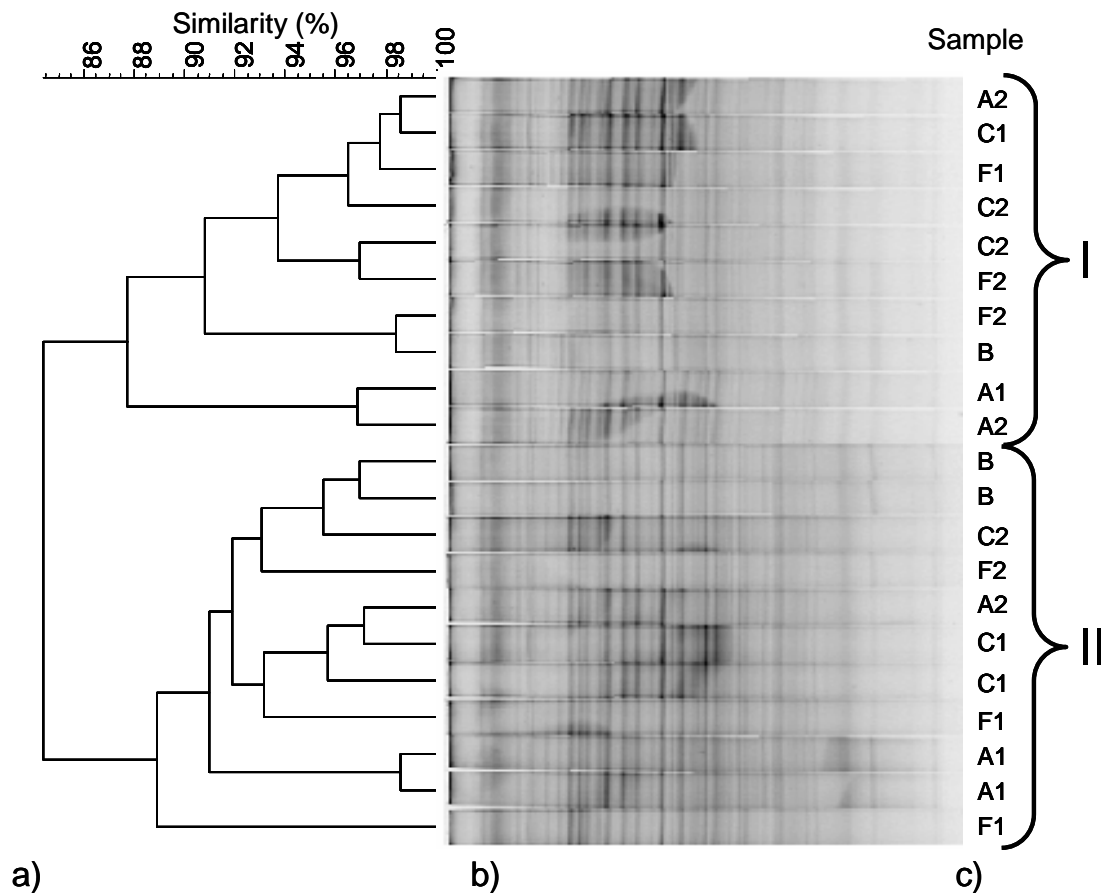 Similarity (%)
86 88 90 92 94 96 98 100
Sample
A2
C1
F1
C2
C2
F2
F2
B
A1
A2
I
B
B
C2
F2
A2
C1
C1
F1
A1
A1
F1
II
a) b) c)